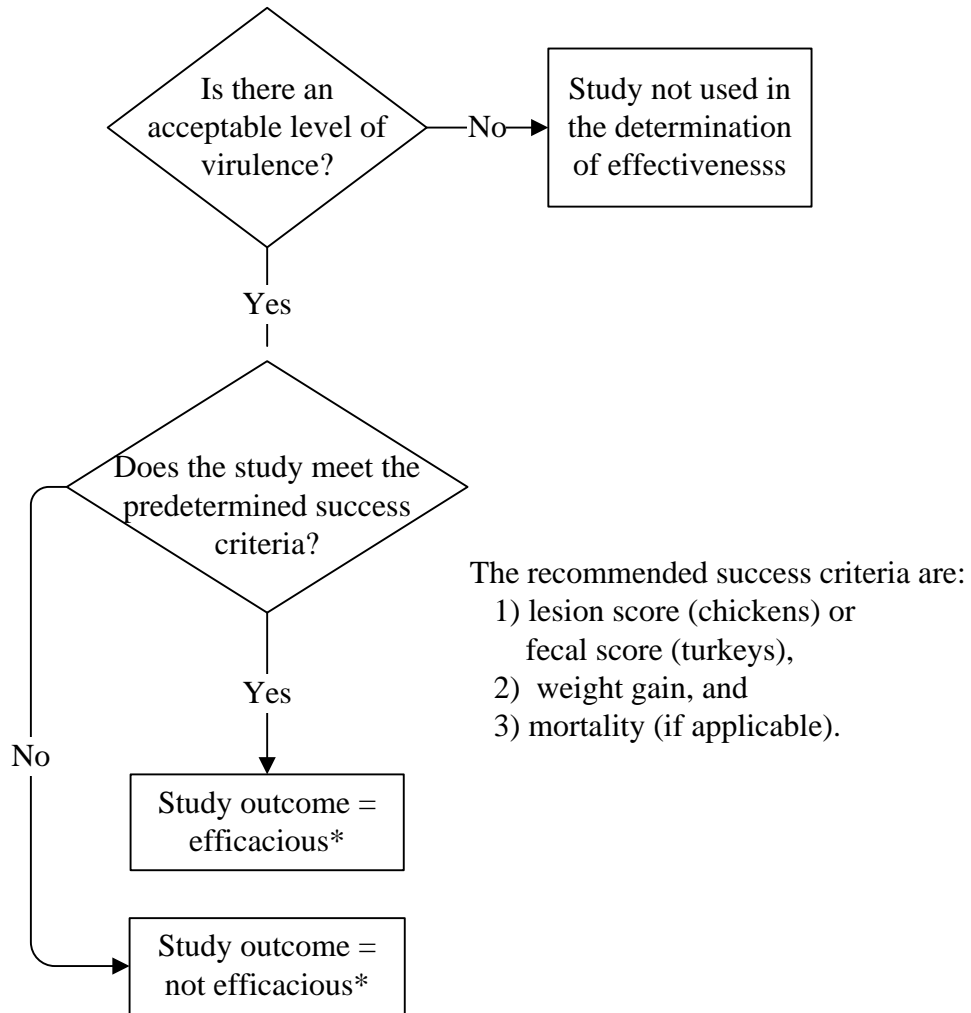 Is there an
acceptable level of
virulence?
No
Study not used in
the determination
of effectivenesss
Yes
Does the study meet the
predetermined success
criteria?
The recommended success criteria are:
1) lesion score (chickens) or
fecal score (turkeys),
2) weight gain, and
3) mortality (if applicable).
Yes
No
Study outcome =
efficacious*
Study outcome =
not efficacious*